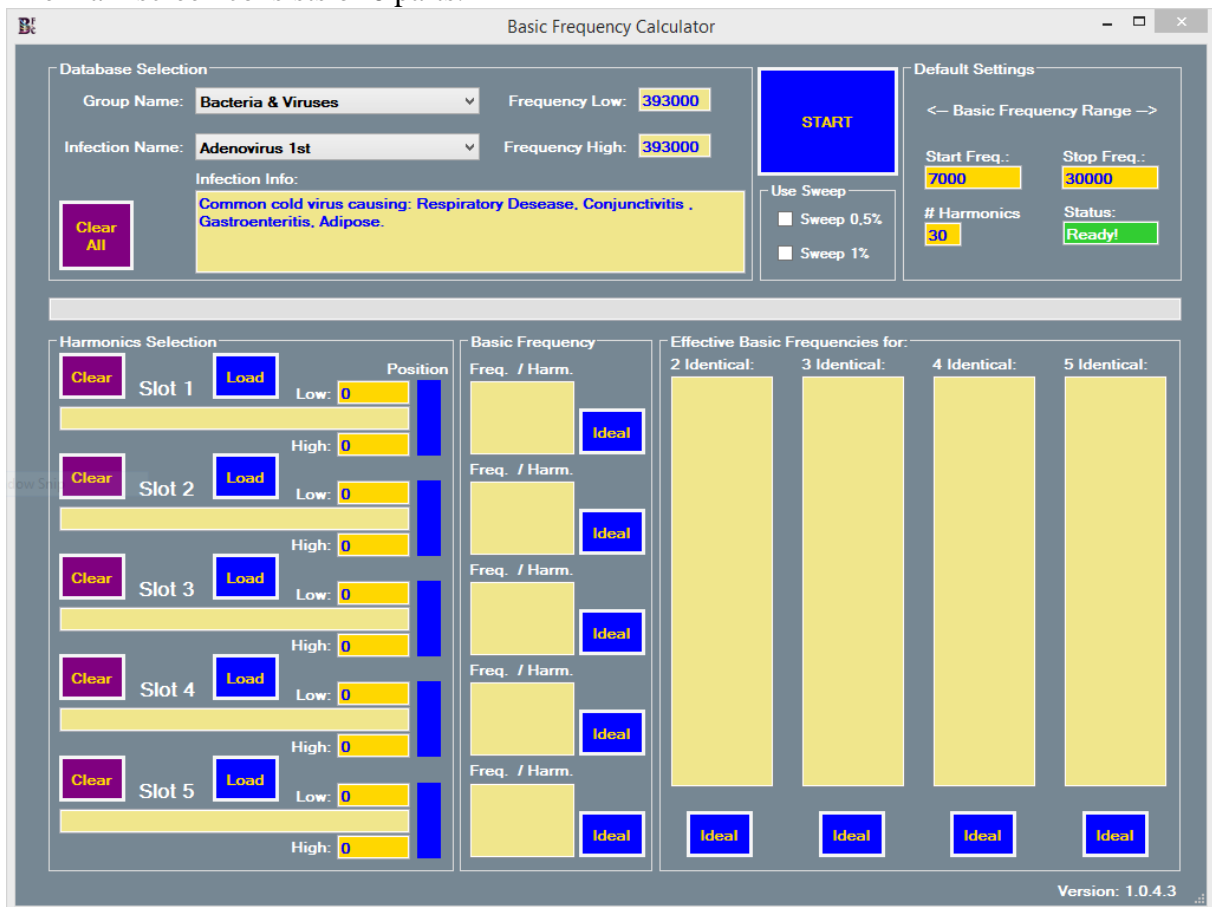 Basic Frequency Calculator
Database Selection
Group Name: Bacteria & Viruses Frequency Low: 393000
Infection Name: Adenovirus 1st Frequency High: 393000
Infection Info:
Common cold virus causing: Respiratory Desease, Conjunctivitis ,
Gastroenteritis, Adipose.
Clear
All
START
Use Sweep
Sweep 0,5%
Sweep 1%
Default Settings
<-- Basic Frequency Range -->
Start Freq.: Stop Freq.:
7000 30000
# Harmonics Status:
30 Ready!
Harmonics Selection
Position
Clear Slot 1 Load Low: 0
High: 0
Clear Slot 2 Load Low: 0
High: 0
Clear Slot 3 Load Low: 0
High: 0
Clear Slot 4 Load Low: 0
High: 0
Clear Slot 5 Load Low: 0
High: 0
Basic Frequency
Freq. / Harm.
Ideal
Freq. / Harm.
Ideal
Freq. / Harm.
Ideal
Freq. / Harm.
Ideal
Freq. / Harm.
Ideal
Effective Basic Frequencies for:
2 Identical: 3 Identical: 4 Identical: 5 Identical:
Ideal Ideal Ideal Ideal
Version: 1.0.4.3